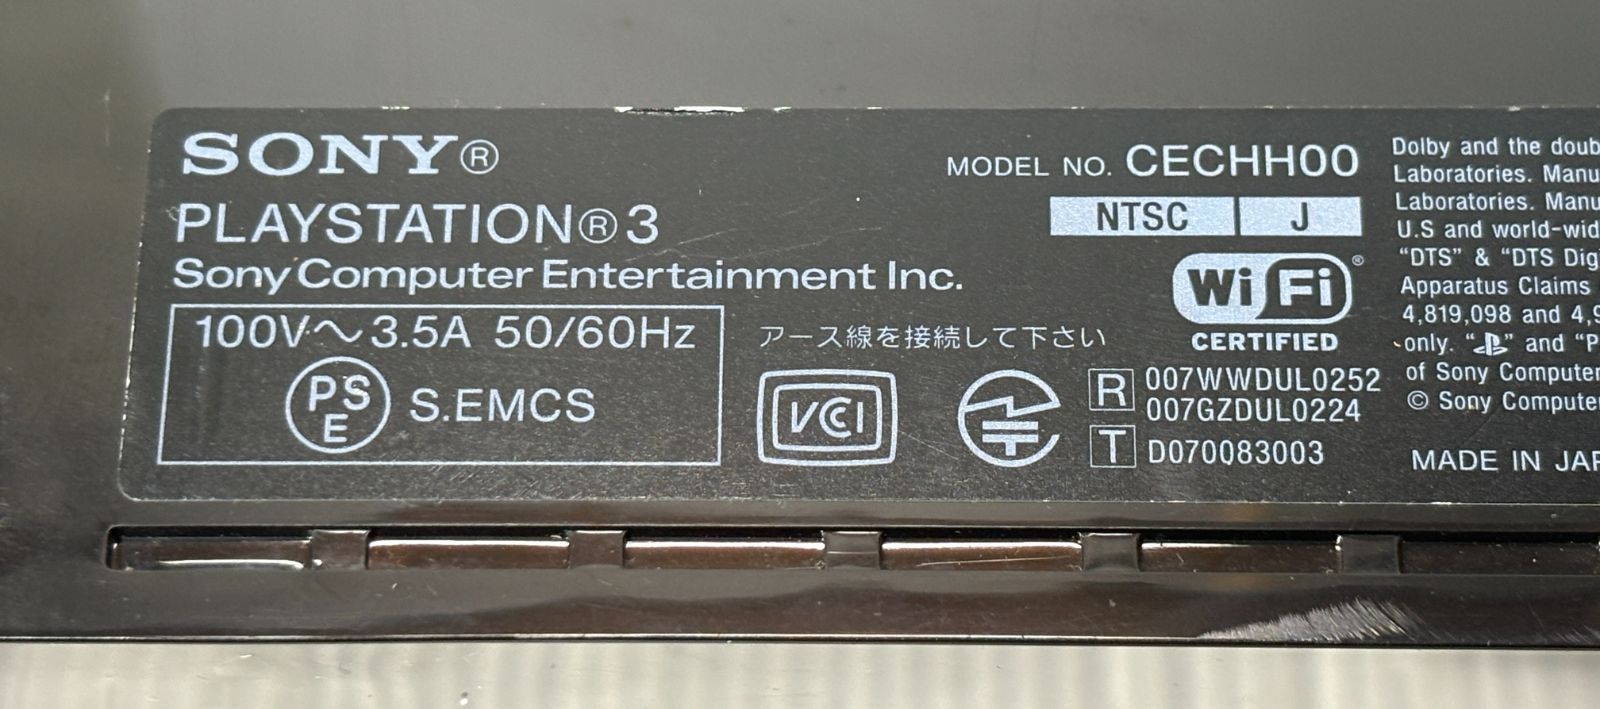 SONY®
PLAYSTATION®3
Sony Computer Entertainment Inc.
100V～3.5A 50/60Hz
PSE S.EMCS
MODEL NO. CECHH00
NTSC J
Wi Fi®
CERTIFIED
アース線を接続して下さい
VCCI
R 007WWDUL0252
007GZDUL0224
T D070083003
Dolby and the doub
Laboratories. Manu
Laboratories. Manu
U.S and world-wid
“DTS” & “DTS Dig
Apparatus Claims
4,819,098 and 4,9
only. “PS” and “P
of Sony Computer
© Sony Compute
MADE IN JAP